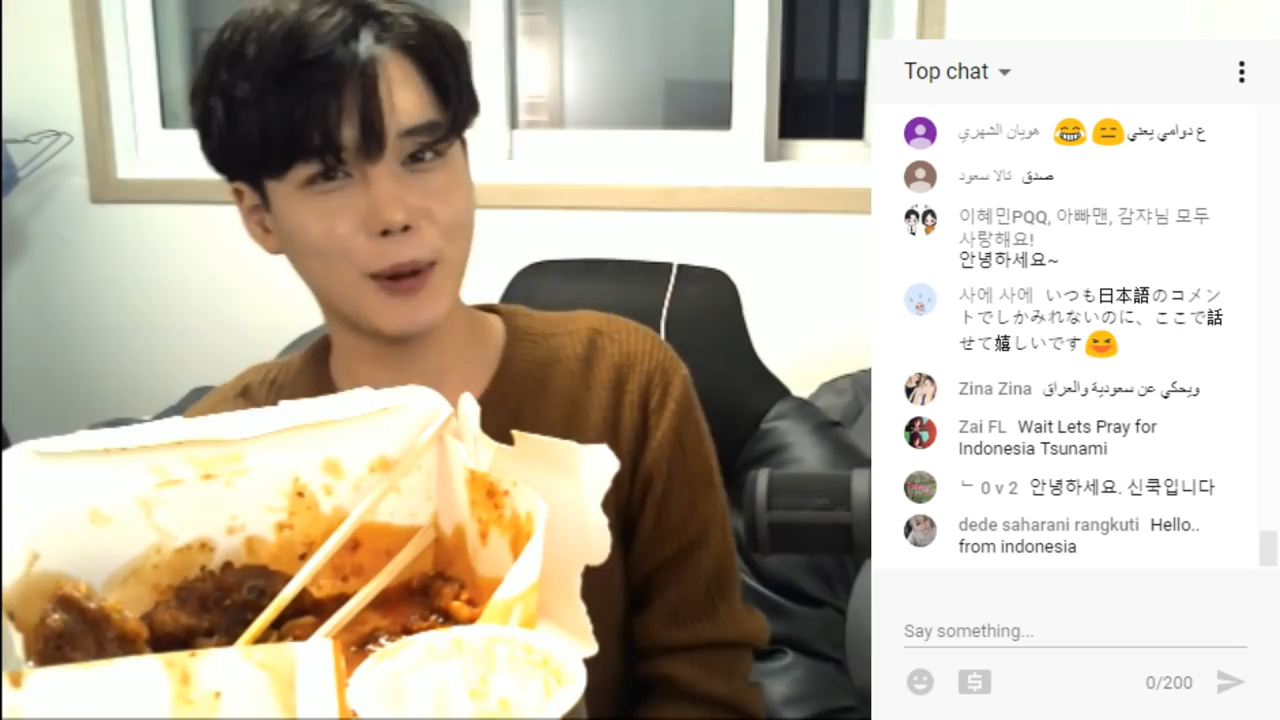 Top chat
هويان الشهري 😂😑ع دوامي يعني
تالا سعود صدق
이혜민PQQ, 아빠맨, 감쟈님 모두
사랑해요!
안녕하세요~
사에 사에 いつも日本語のコメン
トでしかみれないのに、ここで話
せて嬉しいです😆
Zina Zina ويحكي عن سعودية والعراق
Zai FL Wait Lets Pray for
Indonesia Tsunami
ㄴ 0 v 2 안녕하세요. 신쿡입니다
dede saharani rangkuti Hello..
from indonesia
Say something...
0/200